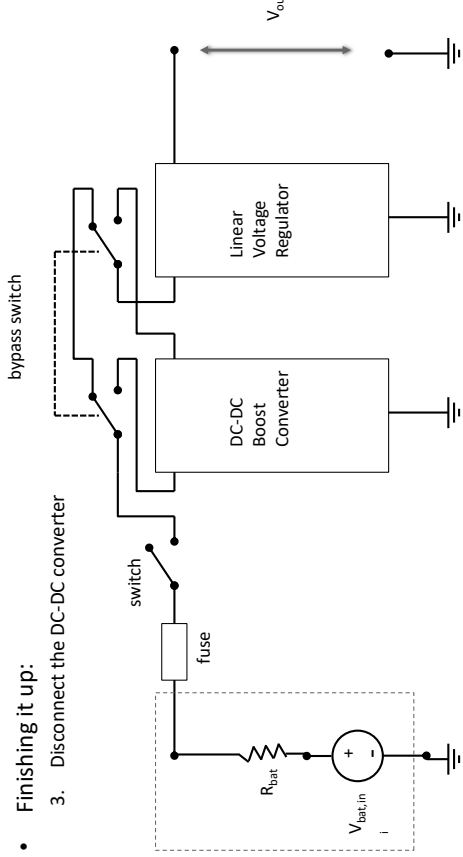 • Finishing it up:
3. Disconnect the DC-DC converter
bypass switch
switch
fuse
R_bat
V_bat,in
i
+
-
DC-DC
Boost
Converter
Linear
Voltage
Regulator
V_ou